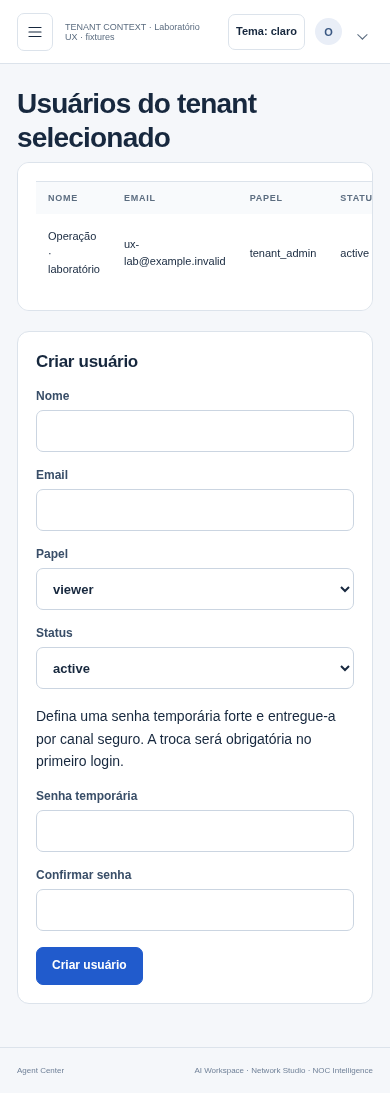 TENANT CONTEXT · Laboratório
UX · fixtures
Tema: claro
O
Usuários do tenant
selecionado
NOME EMAIL PAPEL STATU
Operação
·
laboratório
ux-
lab@example.invalid
tenant_admin
active
Criar usuário
Nome
Email
Papel
viewer
Status
active
Defina uma senha temporária forte e entregue-a
por canal seguro. A troca será obrigatória no
primeiro login.
Senha temporária
Confirmar senha
Criar usuário
Agent Center
AI Workspace · Network Studio · NOC Intelligence